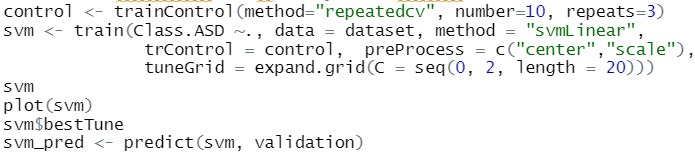 control <- trainControl(method="repeatedcv", number=10, repeats=3)
svm <- train(Class.ASD ~., data = dataset, method = "svmLinear",
trControl = control, preProcess = c("center","scale"),
tuneGrid = expand.grid(C = seq(0, 2, length = 20)))
svm
plot(svm)
svm$bestTune
svm_pred <- predict(svm, validation)